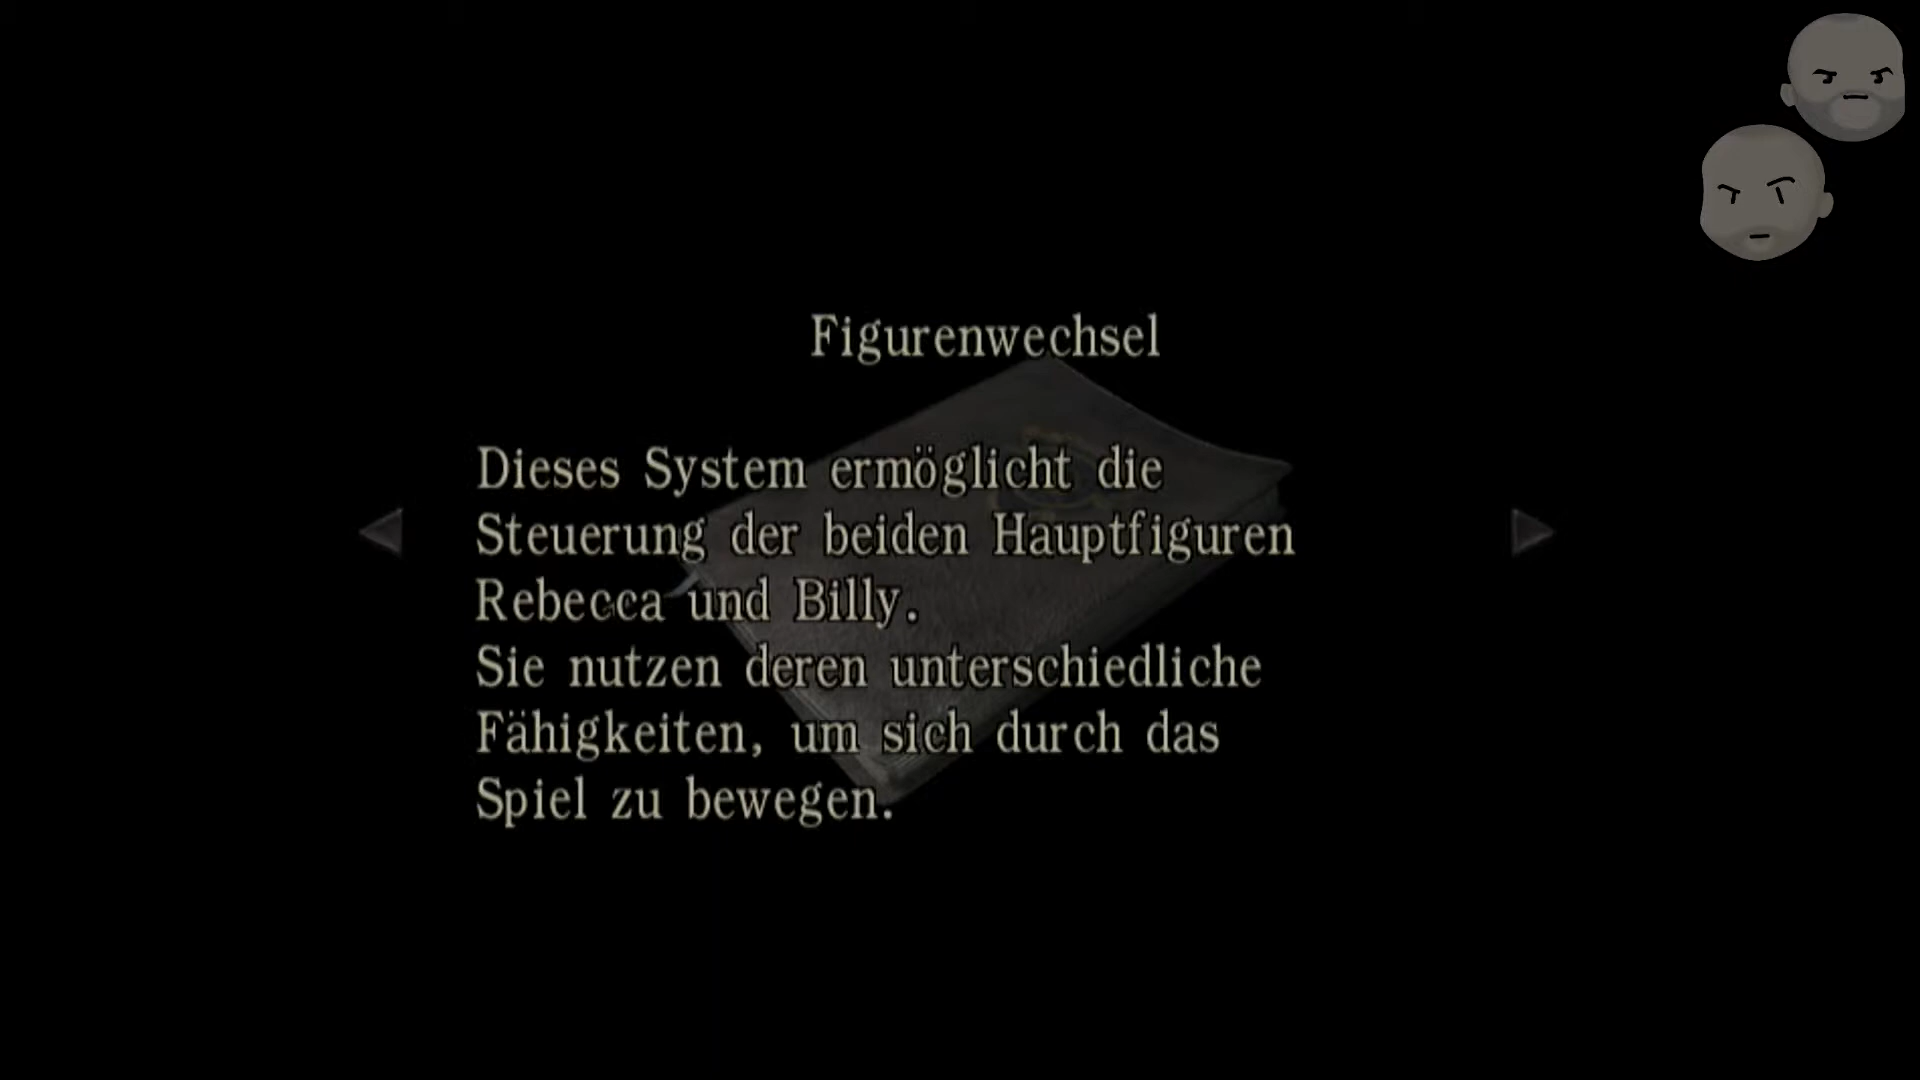 Figurenwechsel
Dieses System ermöglicht die
Steuerung der beiden Hauptfiguren
Rebecca und Billy.
Sie nutzen deren unterschiedliche
Fähigkeiten, um sich durch das
Spiel zu bewegen.